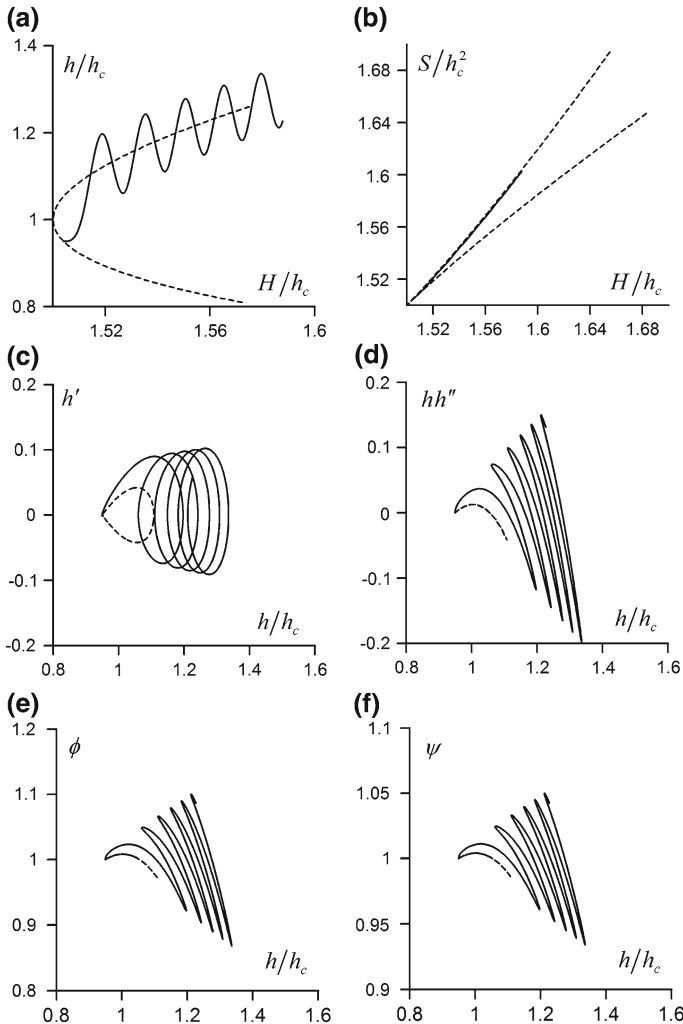 (a)
h/h_c
1.4
1.2
1
0.8
1.52 1.56 1.6
H/h_c
(b)
S/h_c^2
1.68
1.64
1.6
1.56
1.52
1.52 1.56 1.6 1.64 1.68
H/h_c
(c)
h′
0.2
0.1
0
-0.1
-0.2
0.8 1 1.2 1.4 1.6
h/h_c
(d)
hh″
0.2
0.1
0
-0.1
-0.2
0.8 1 1.2 1.4 1.6
h/h_c
(e)
ϕ
1.2
1.1
1
0.9
0.8
0.8 1 1.2 1.4 1.6
h/h_c
(f)
ψ
1.1
1.05
1
0.95
0.9
0.8 1 1.2 1.4 1.6
h/h_c